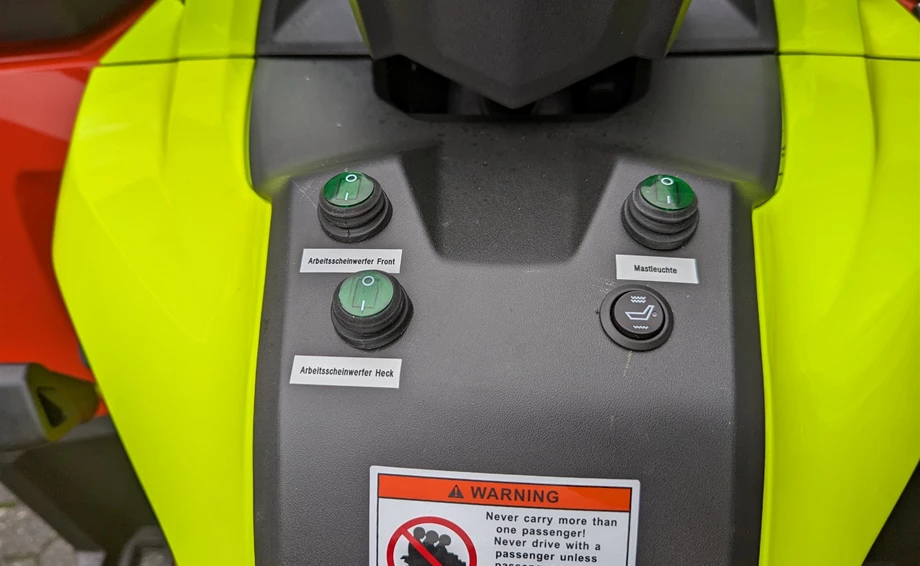 O I
O I
Arbeitsscheinwerfer Front
Mastleuchte
O I
Arbeitsscheinwerfer Heck
WARNING
Never carry more than
one passenger!
Never drive with a
passenger unless